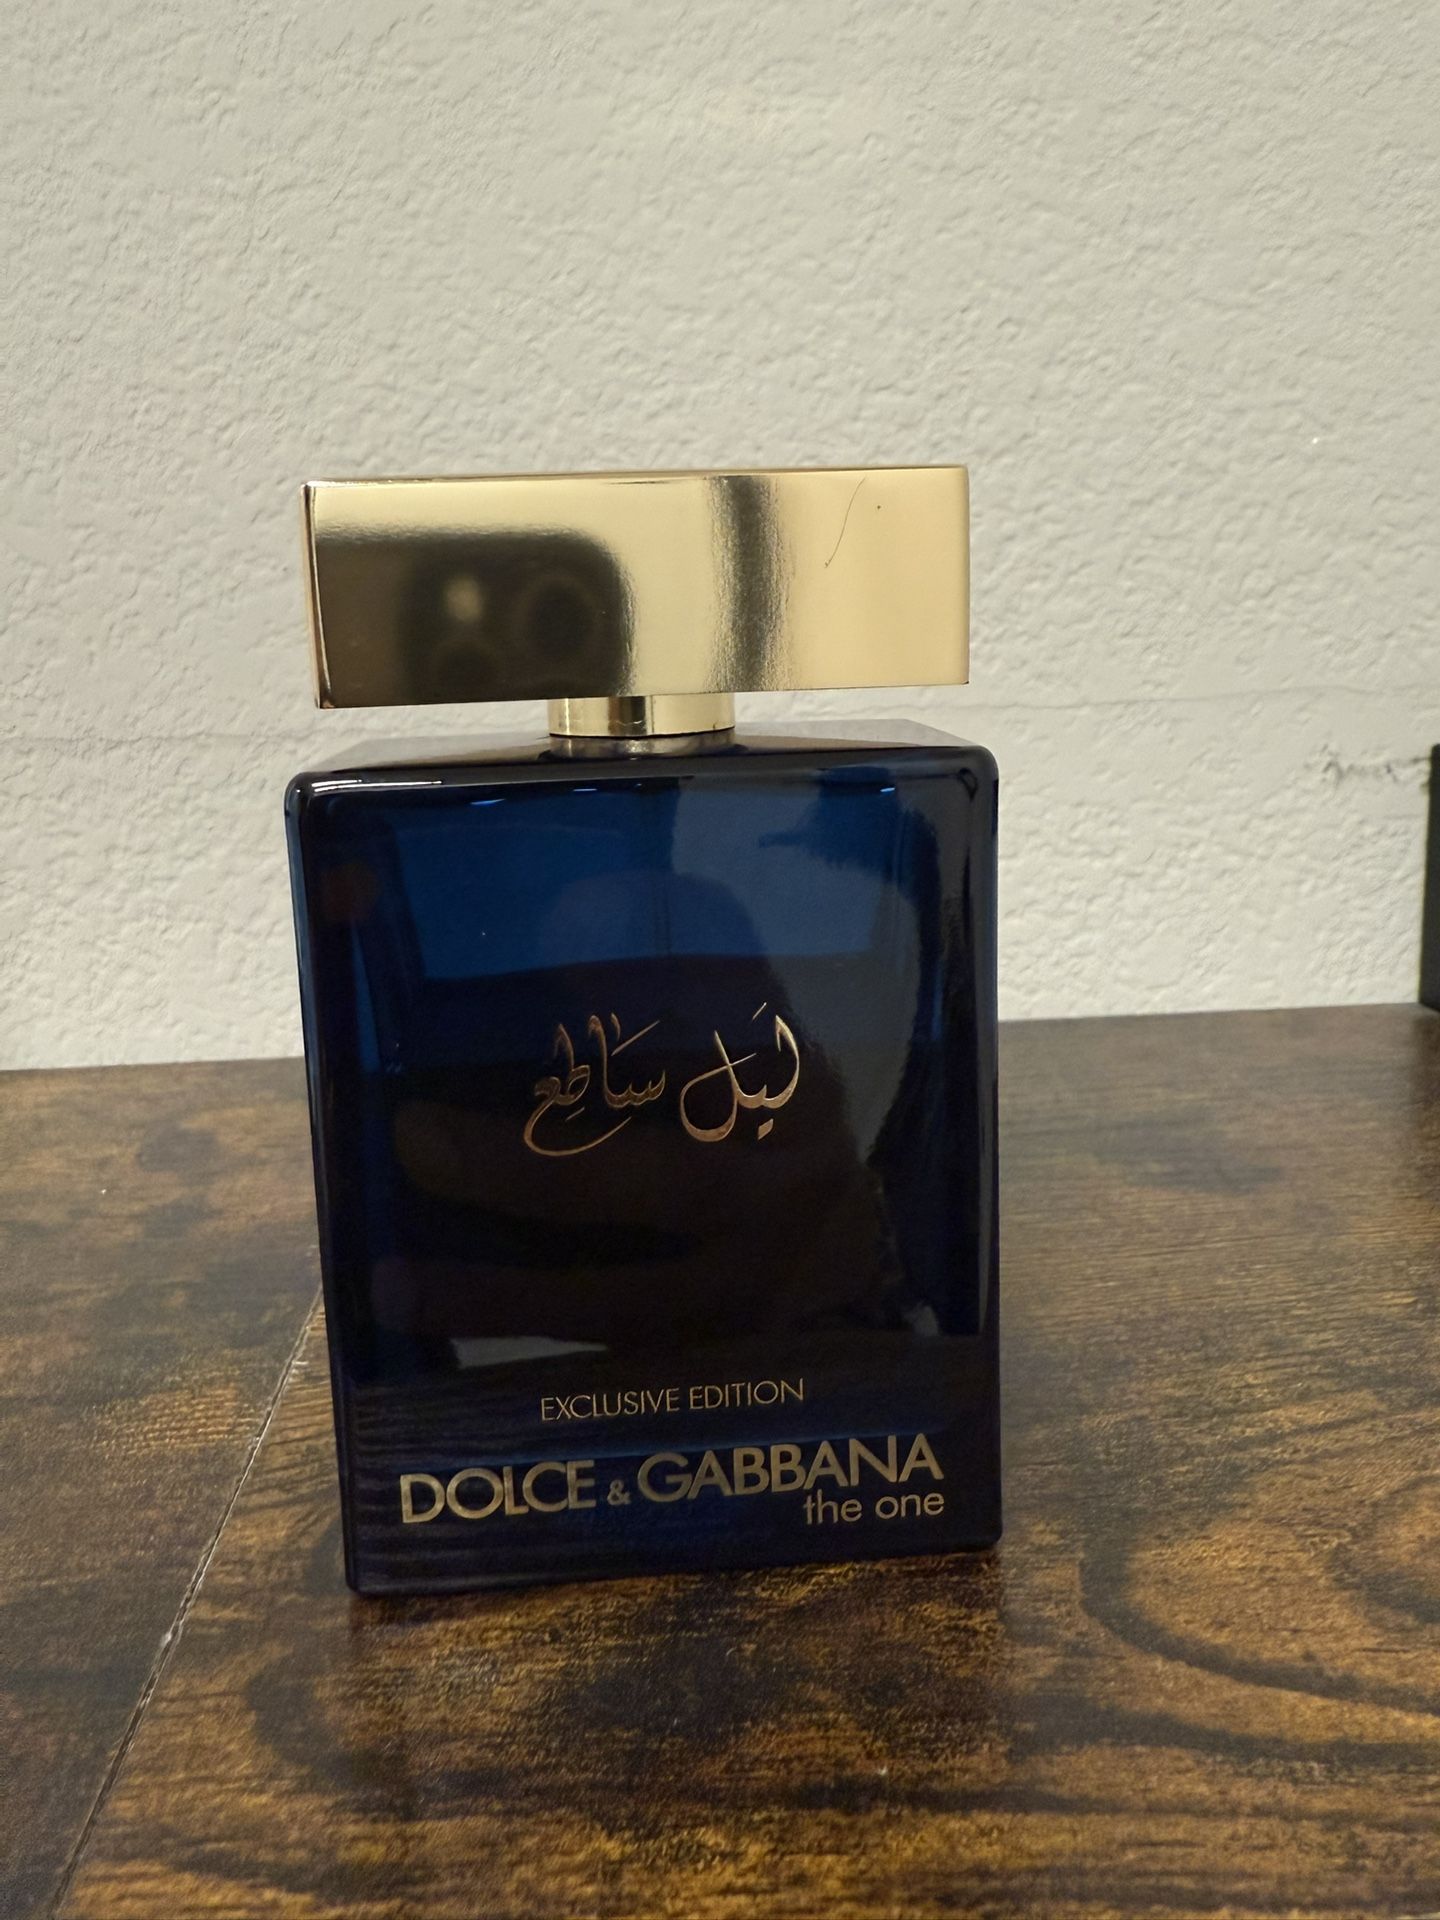 ليل ساطع
EXCLUSIVE EDITION
DOLCE & GABBANA
the one